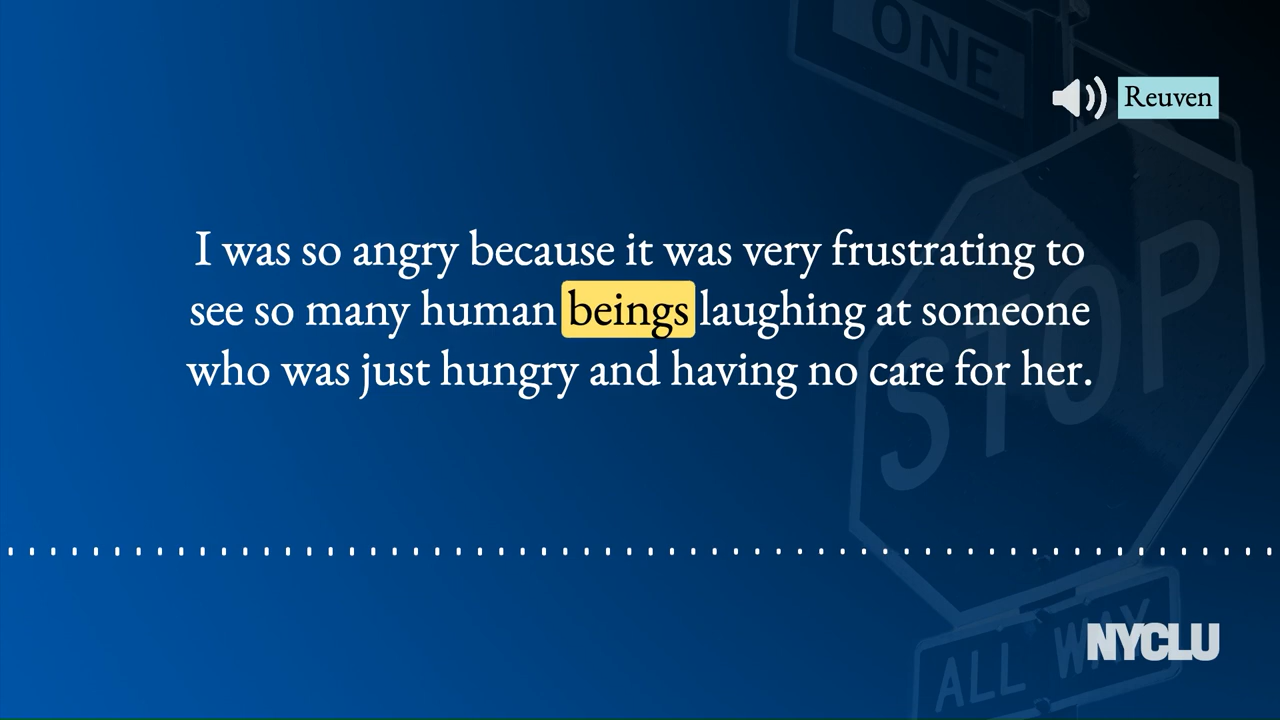 ONE
Reuven
I was so angry because it was very frustrating to
see so many human beings laughing at someone
who was just hungry and having no care for her.
STOP
ALL WAY
NYCLU